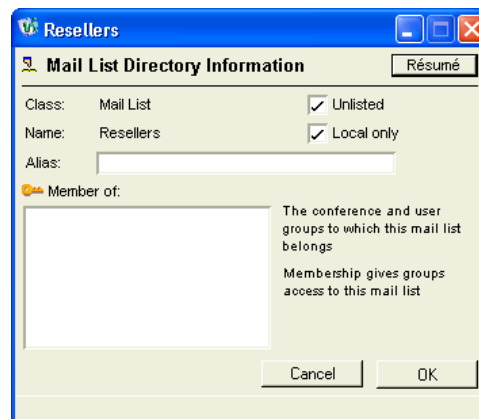 Resellers
Mail List Directory Information
Résumé
Class: Mail List
Unlisted
Name: Resellers
Local only
Alias:
Member of:
The conference and user
groups to which this mail list
belongs
Membership gives groups
access to this mail list
Cancel
OK